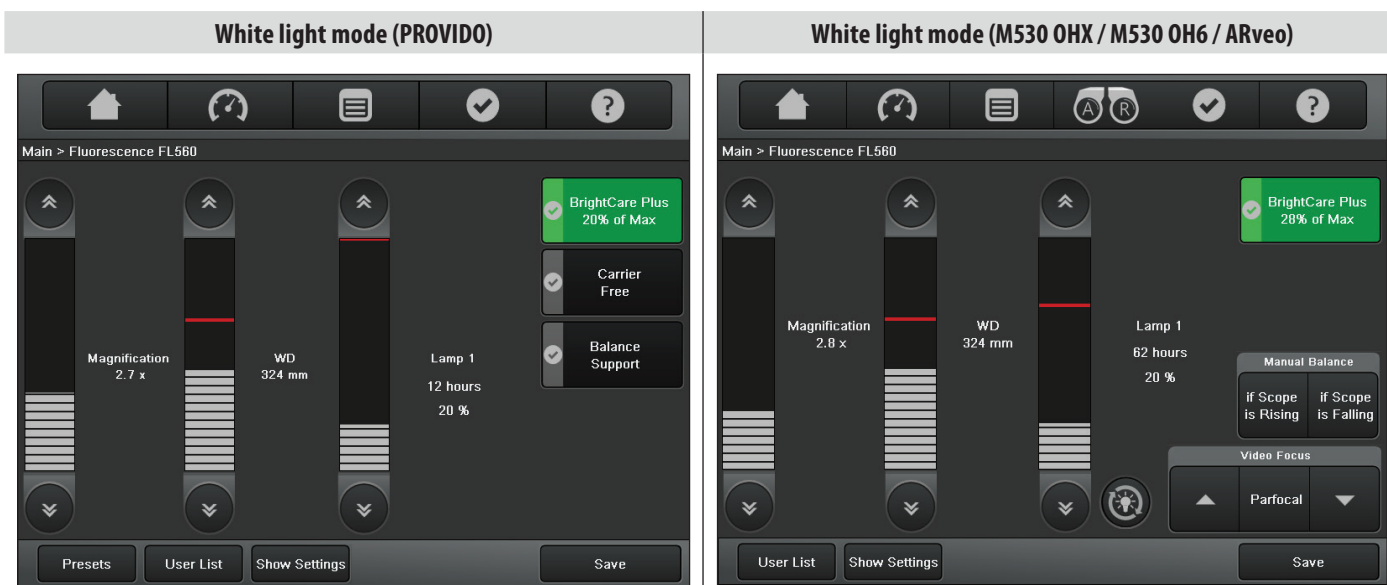 White light mode (PROVIDO)
?
Main > Fluorescence FL560
Magnification
2.7 x
WD
324 mm
Lamp 1
12 hours
20 %
BrightCare Plus
20% of Max
Carrier
Free
Balance
Support
Presets
User List
Show Settings
Save
White light mode (M530 OHX / M530 OH6 / ARveo)
A R
?
Main > Fluorescence FL560
Magnification
2.8 x
WD
324 mm
Lamp 1
62 hours
20 %
BrightCare Plus
28% of Max
Manual Balance
if Scope
is Rising
if Scope
is Falling
Video Focus
Parfocal
User List
Show Settings
Save